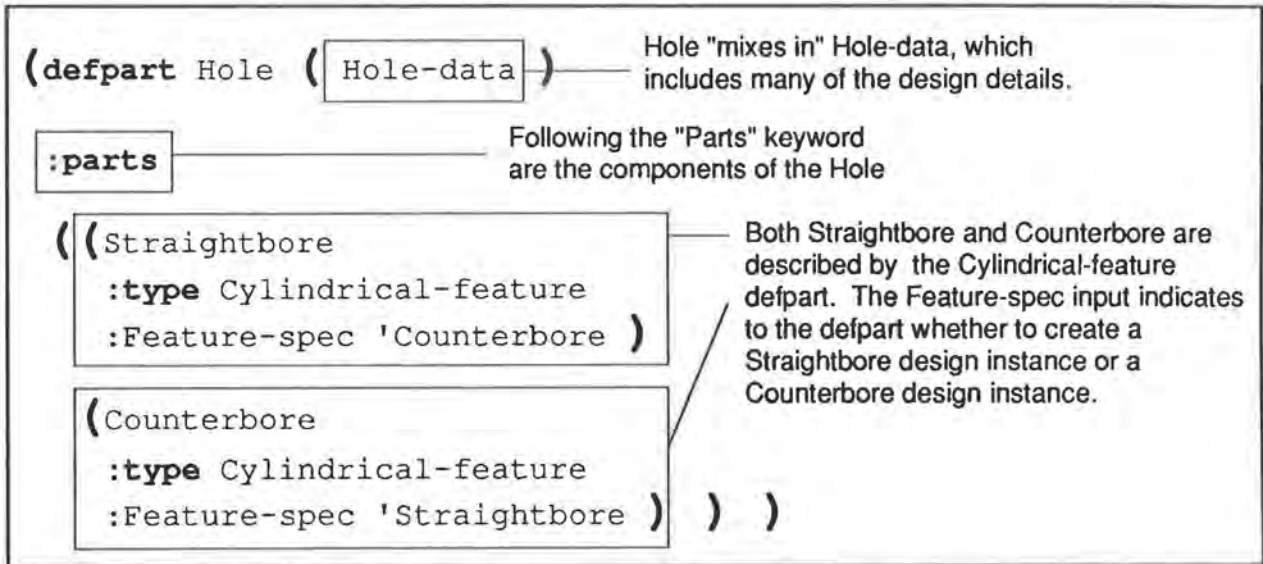 (defpart Hole ( Hole-data )
Hole "mixes in" Hole-data, which
includes many of the design details.
:parts
Following the "Parts" keyword
are the components of the Hole
( (Straightbore
:type Cylindrical-feature
:Feature-spec 'Counterbore )
Both Straightbore and Counterbore are
described by the Cylindrical-feature
defpart. The Feature-spec input indicates
to the defpart whether to create a
Straightbore design instance or a
Counterbore design instance.
(Counterbore
:type Cylindrical-feature
:Feature-spec 'Straightbore ) ) )